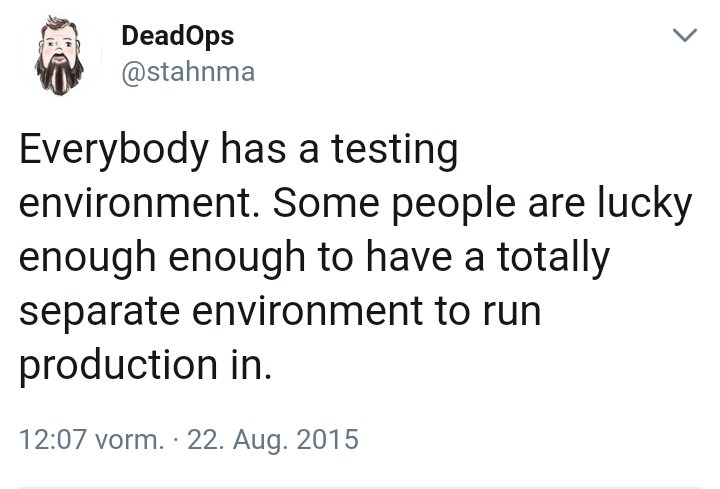 DeadOps
@stahnma
Everybody has a testing
environment. Some people are lucky
enough enough to have a totally
separate environment to run
production in.
12:07 vorm. · 22. Aug. 2015